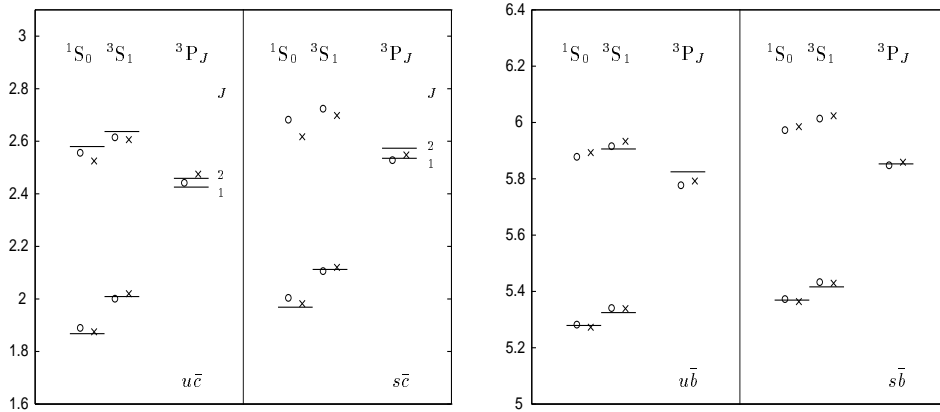 3
2.8
2.6
2.4
2.2
2
1.8
1.6
¹S₀ ³S₁ ³P_J
J
2
1
uc̄
¹S₀ ³S₁ ³P_J
J
2
1
sc̄
6.4
6.2
6
5.8
5.6
5.4
5.2
5
¹S₀ ³S₁ ³P_J
ub̄
¹S₀ ³S₁ ³P_J
sb̄